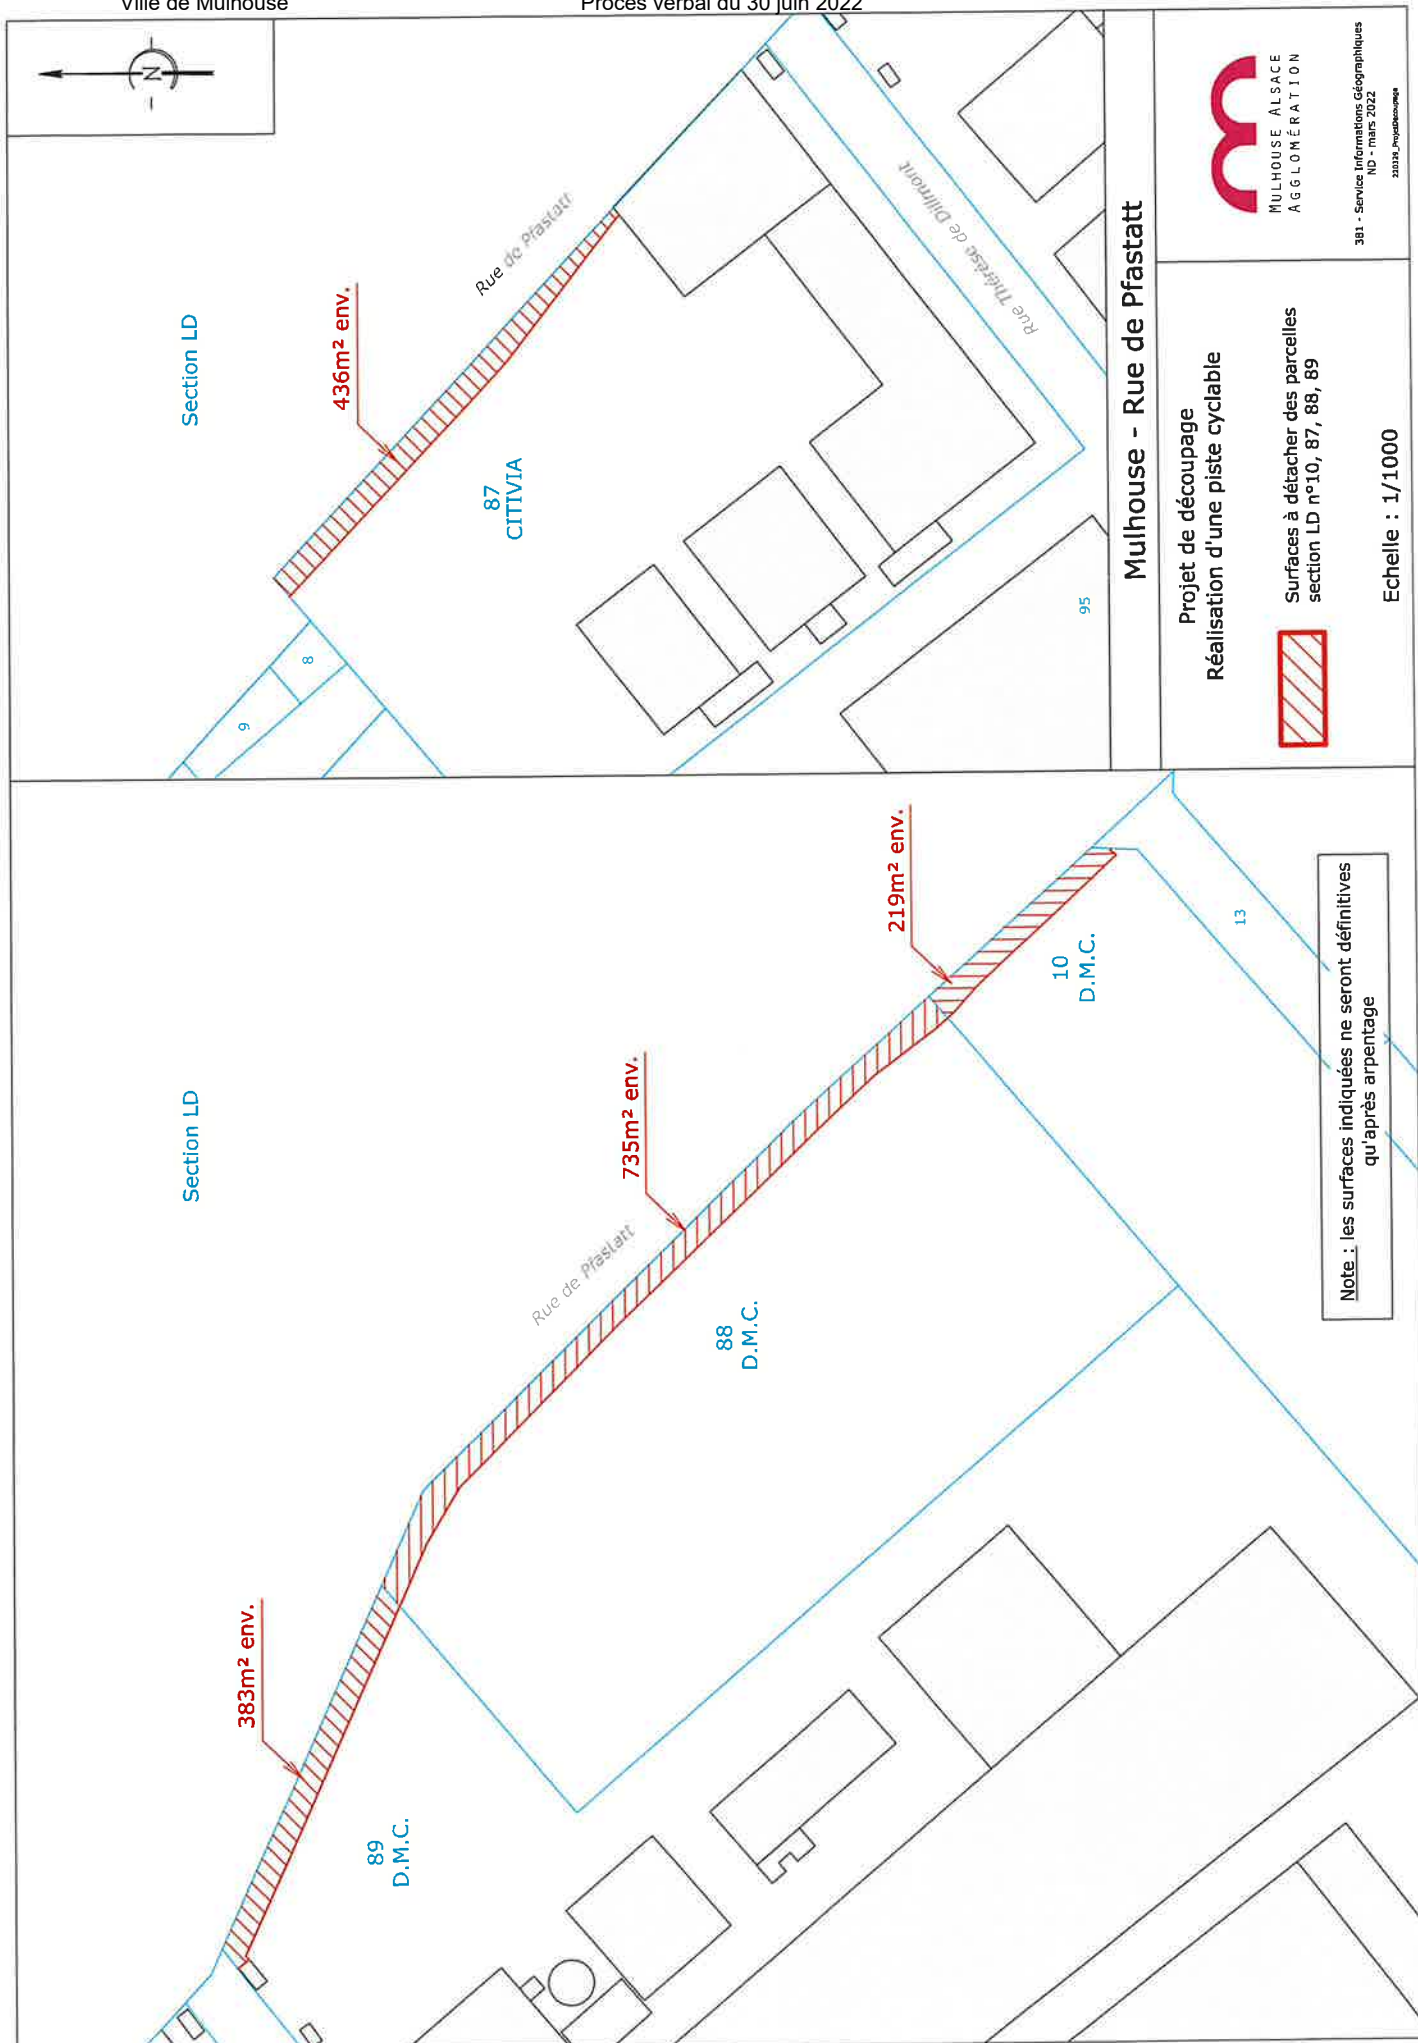 Ville de Mulhouse
Procès verbal du 30 juin 2022
N
Section LD
383m² env.
89
D.M.C.
Rue de Pfastatt
735m² env.
88
D.M.C.
219m² env.
10
D.M.C.
13
Note : les surfaces indiquées ne seront définitives
qu'après arpentage
Section LD
436m² env.
Rue de Pfastatt
9
8
87
CITIVIA
Rue Thérèse de Dillmont
95
Mulhouse - Rue de Pfastatt
Projet de découpage
Réalisation d'une piste cyclable
Surfaces à détacher des parcelles
section LD n°10, 87, 88, 89
Echelle : 1/1000
MULHOUSE ALSACE
AGGLOMÉRATION
381 - Service Informations Géographiques
ND - mars 2022
220329_ProjetDécoupage